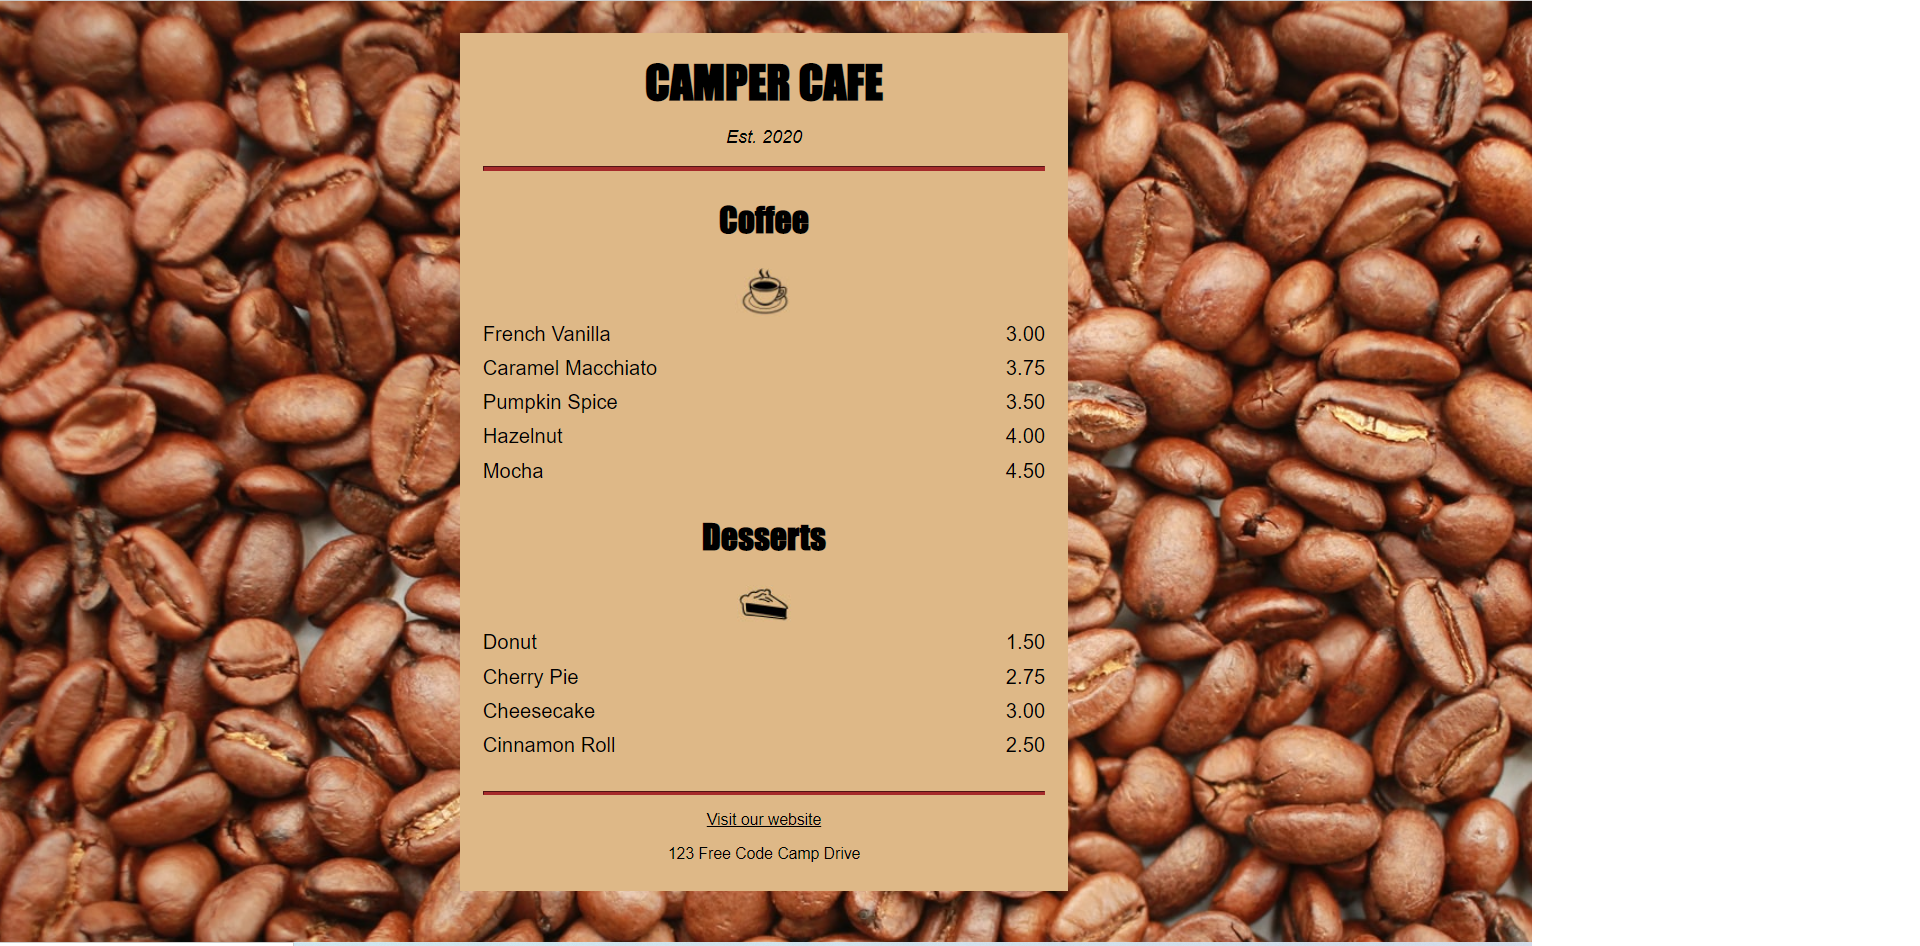 CAMPER CAFE
Est. 2020
Coffee
French Vanilla 3.00
Caramel Macchiato 3.75
Pumpkin Spice 3.50
Hazelnut 4.00
Mocha 4.50
Desserts
Donut 1.50
Cherry Pie 2.75
Cheesecake 3.00
Cinnamon Roll 2.50
Visit our website
123 Free Code Camp Drive